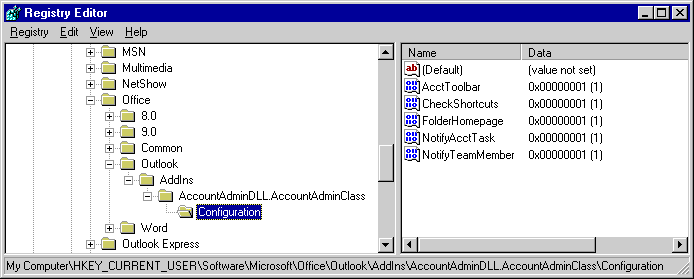 Registry Editor
Registry Edit View Help
MSN
Multimedia
NetShow
Office
8.0
9.0
Common
Outlook
AddIns
AccountAdminDLL.AccountAdminClass
Configuration
Word
Outlook Express
Name Data
(Default) (value not set)
AcctToolbar 0x00000001 (1)
CheckShortcuts 0x00000001 (1)
FolderHomepage 0x00000001 (1)
NotifyAcctTask 0x00000001 (1)
NotifyTeamMember 0x00000001 (1)
My Computer\HKEY_CURRENT_USER\Software\Microsoft\Office\Outlook\AddIns\AccountAdminDLL.AccountAdminClass\Configuration